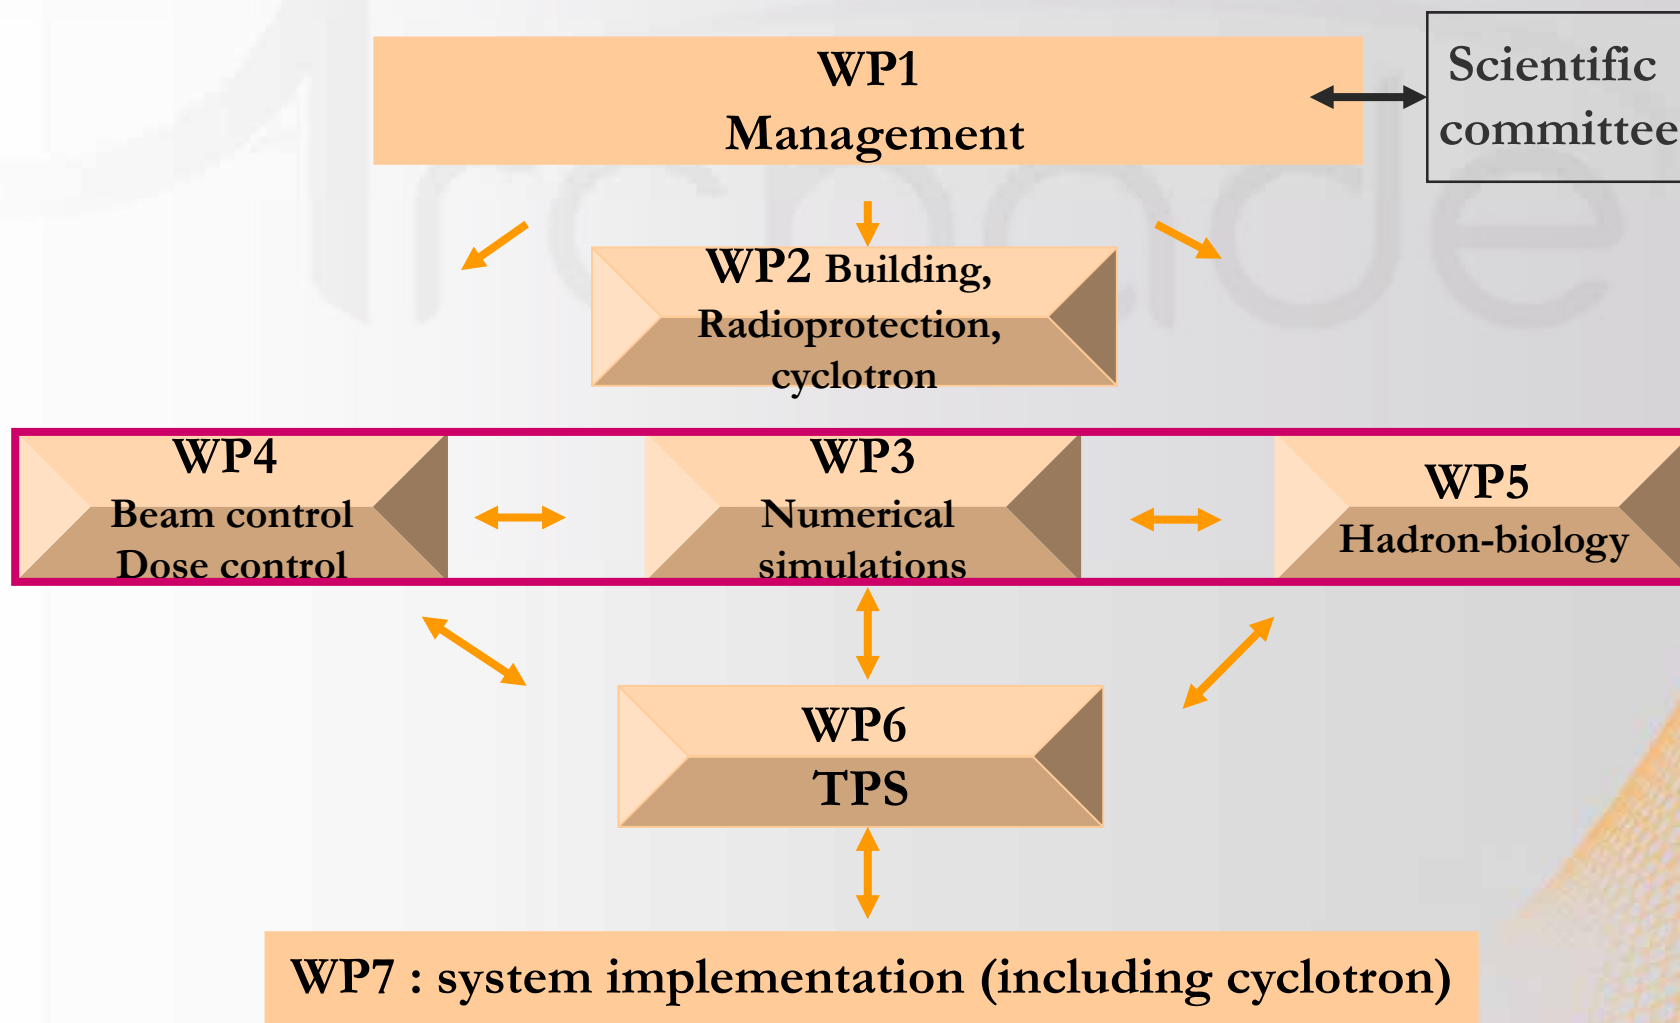 WP1
Management
Scientific
committee
Arcade
WP2 Building,
Radioprotection,
cyclotron
WP4
Beam control
Dose control
WP3
Numerical
simulations
WP5
Hadron-biology
WP6
TPS
WP7 : system implementation (including cyclotron)